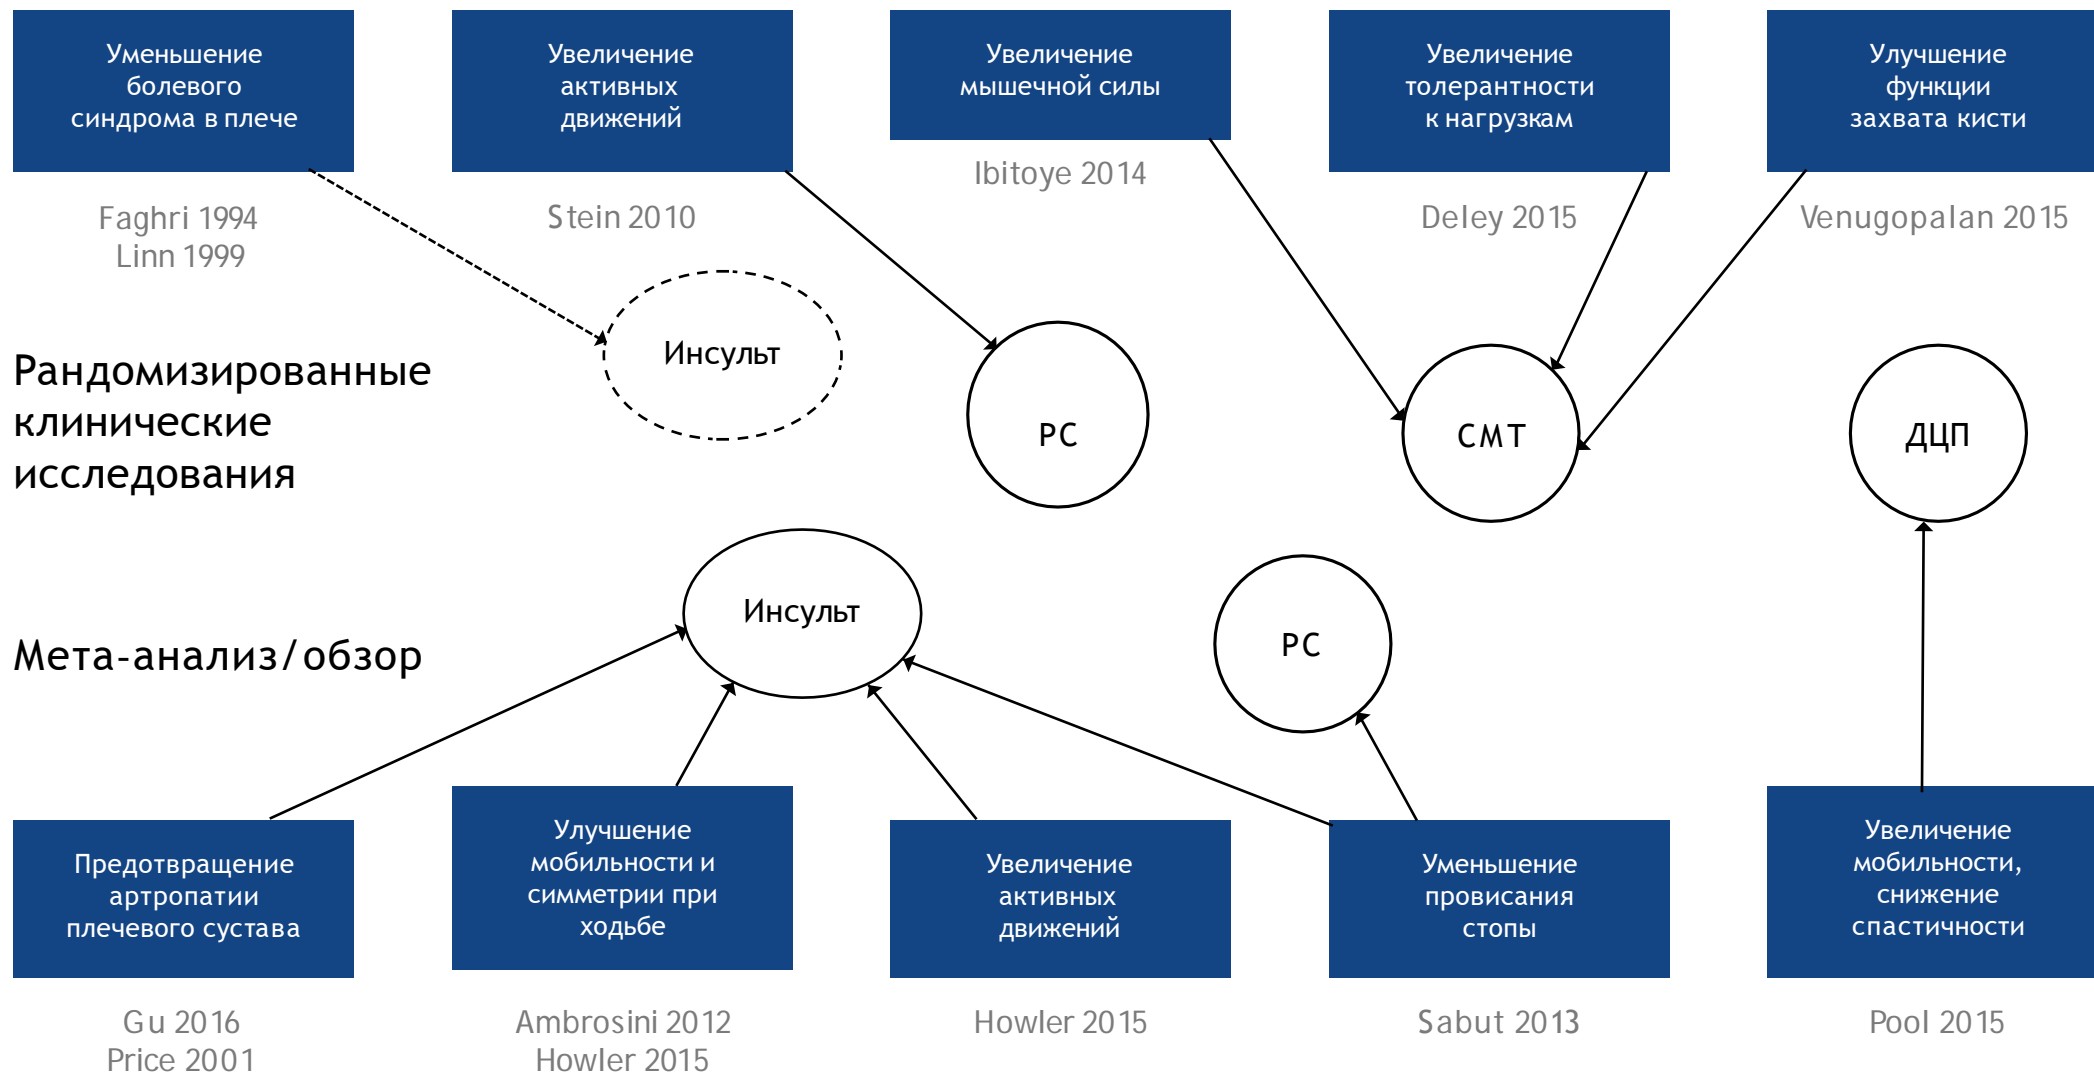 Уменьшение
болевого
синдрома в плече
Увеличение
активных
движений
Увеличение
мышечной силы
Увеличение
толерантности
к нагрузкам
Улучшение
функции
захвата кисти
Faghri 1994
Linn 1999
Stein 2010
Ibitoye 2014
Deley 2015
Venugopalan 2015
Рандомизированные
клинические
исследования
Инсульт
РС
СМТ
ДЦП
Мета-анализ/обзор
Инсульт
РС
Предотвращение
артропатии
плечевого сустава
Улучшение
мобильности и
симметрии при
ходьбе
Увеличение
активных
движений
Уменьшение
провисания
стопы
Увеличение
мобильности,
снижение
спастичности
Gu 2016
Price 2001
Ambrosini 2012
Howler 2015
Howler 2015
Sabut 2013
Pool 2015